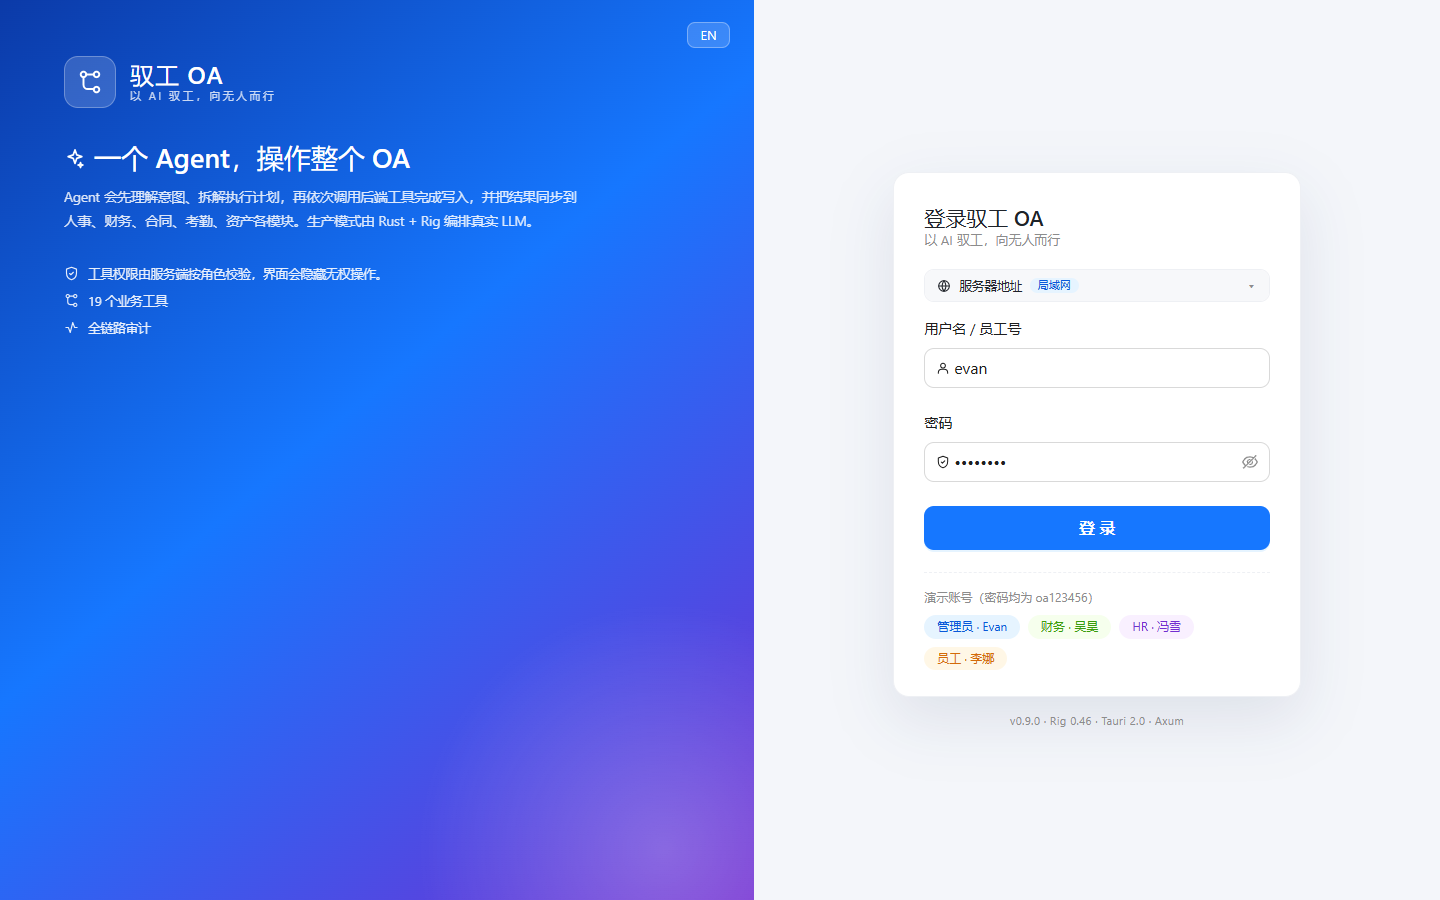 EN
驭工 OA
以 AI 驭工，向无人而行
一个 Agent，操作整个 OA
Agent 会先理解意图、拆解执行计划，再依次调用后端工具完成写入，并把结果同步到
人事、财务、合同、考勤、资产各模块。生产模式由 Rust + Rig 编排真实 LLM。
工具权限由服务端按角色校验，界面会隐藏无权操作。
19 个业务工具
全链路审计
登录驭工 OA
以 AI 驭工，向无人而行
服务器地址 局域网
用户名 / 员工号
evan
密码
••••••••
登 录
演示账号（密码均为 oa123456）
管理员 · Evan 财务 · 吴昊 HR · 冯雪
员工 · 李娜
v0.9.0 · Rig 0.46 · Tauri 2.0 · Axum